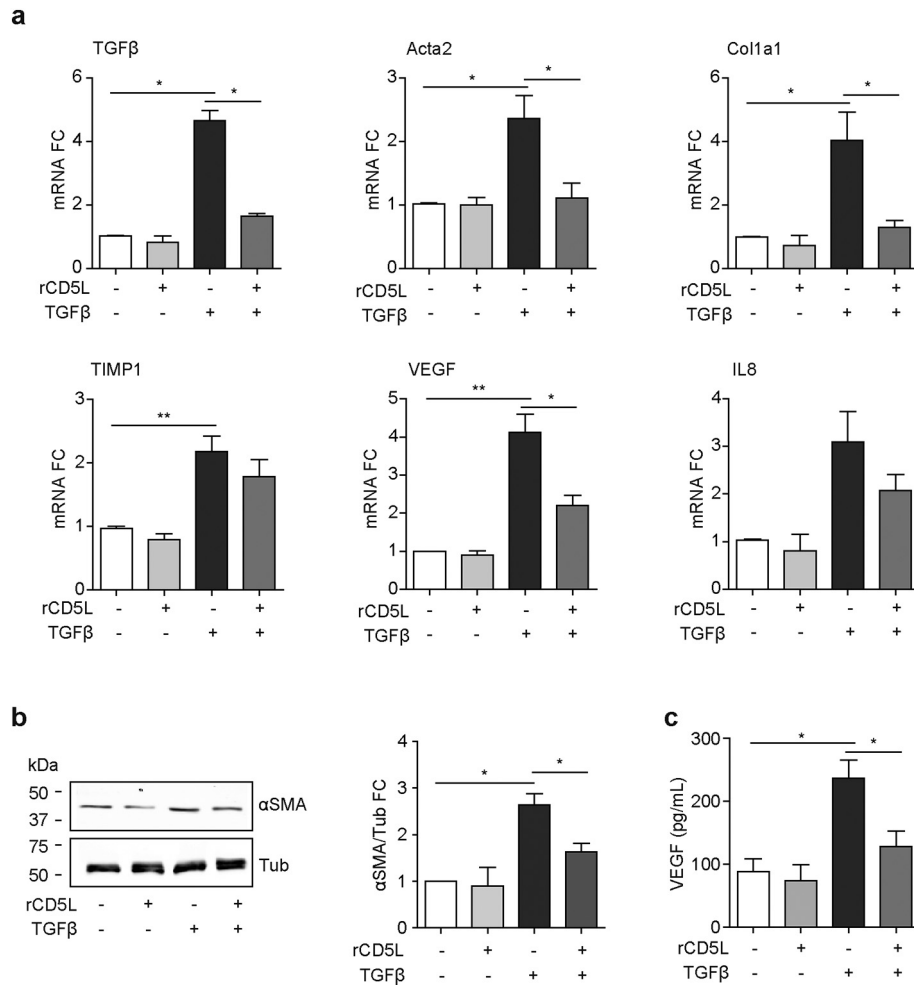 a
TGFβ
* *
mRNA FC
6
4
2
0
rCD5L - + - +
TGFβ - - + +
Acta2
* *
mRNA FC
3
2
1
0
rCD5L - + - +
TGFβ - - + +
Col1a1
* *
mRNA FC
6
4
2
0
rCD5L - + - +
TGFβ - - + +
TIMP1
**
mRNA FC
3
2
1
0
rCD5L - + - +
TGFβ - - + +
VEGF
** *
mRNA FC
5
4
3
2
1
0
rCD5L - + - +
TGFβ - - + +
IL8
mRNA FC
4
3
2
1
0
rCD5L - + - +
TGFβ - - + +
b
kDa
50 -
37 -
αSMA
75 -
50 -
Tub
rCD5L - + - +
TGFβ - - + +
* *
αSMA/Tub FC
4
3
2
1
0
rCD5L - + - +
TGFβ - - + +
c
* *
VEGF (pg/mL)
300
200
100
0
rCD5L - + - +
TGFβ - - + +